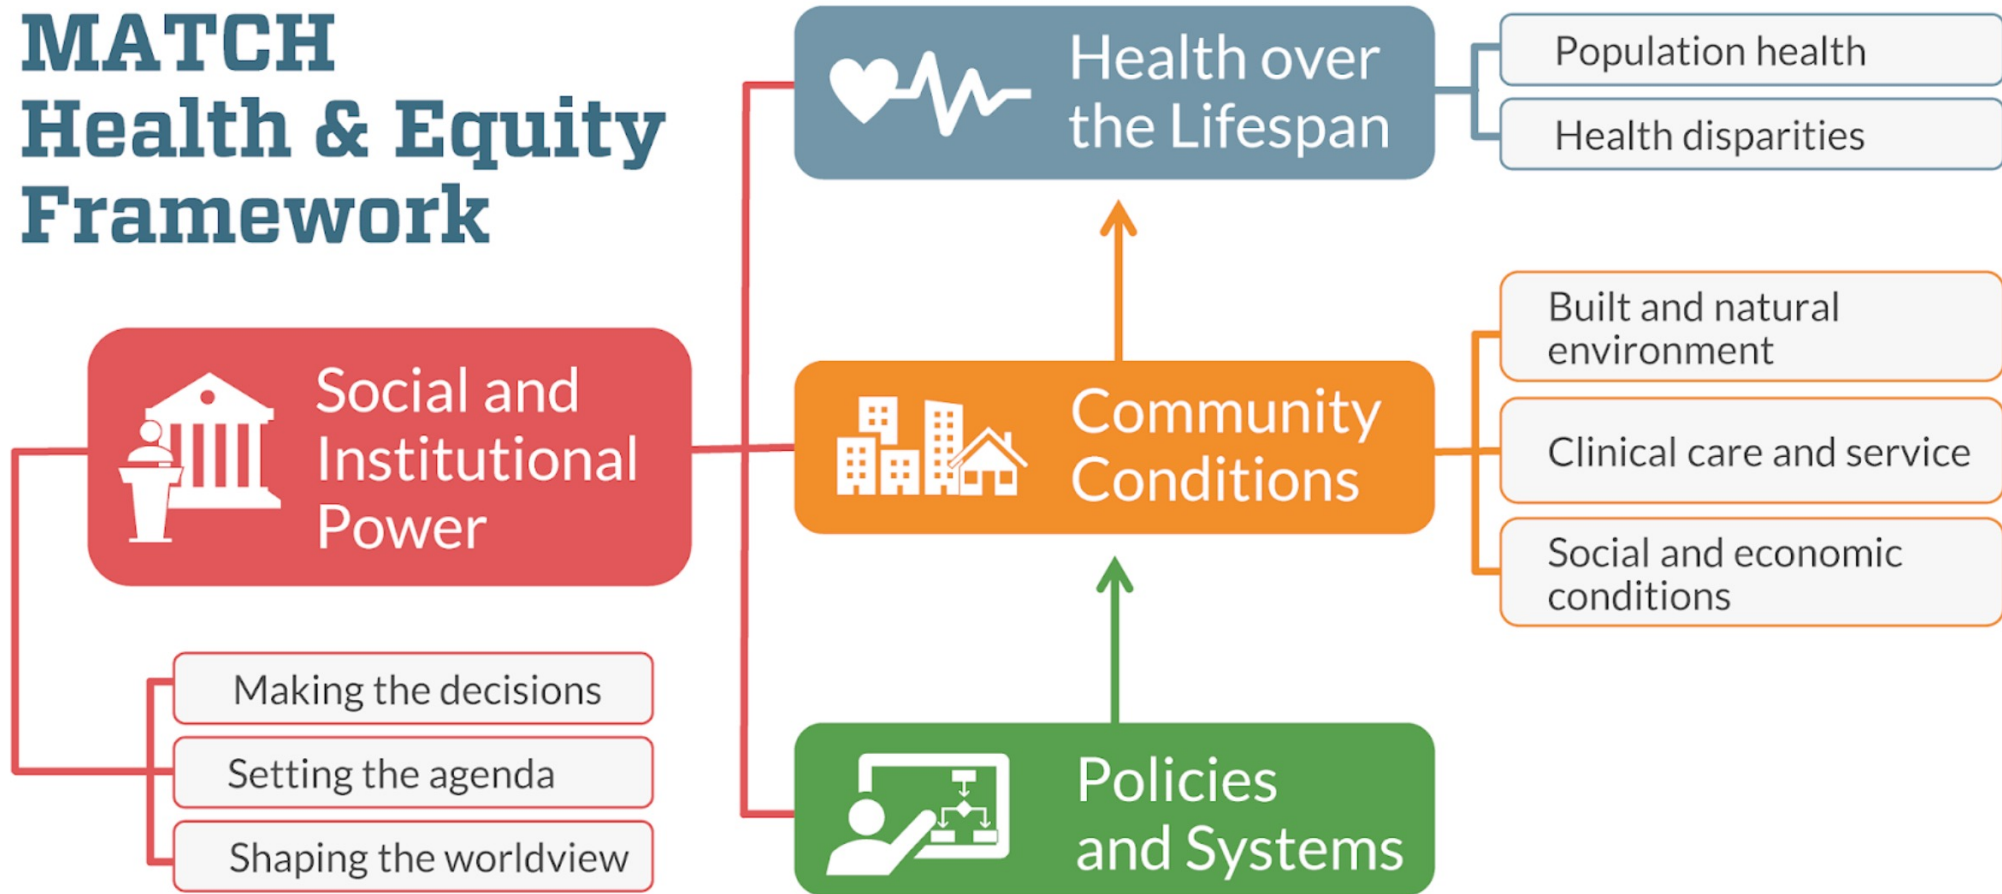 MATCH
Health & Equity
Framework
Health over
the Lifespan
Population health
Health disparities
Social and
Institutional
Power
Community
Conditions
Built and natural
environment
Clinical care and service
Social and economic
conditions
Making the decisions
Setting the agenda
Shaping the worldview
Policies
and Systems